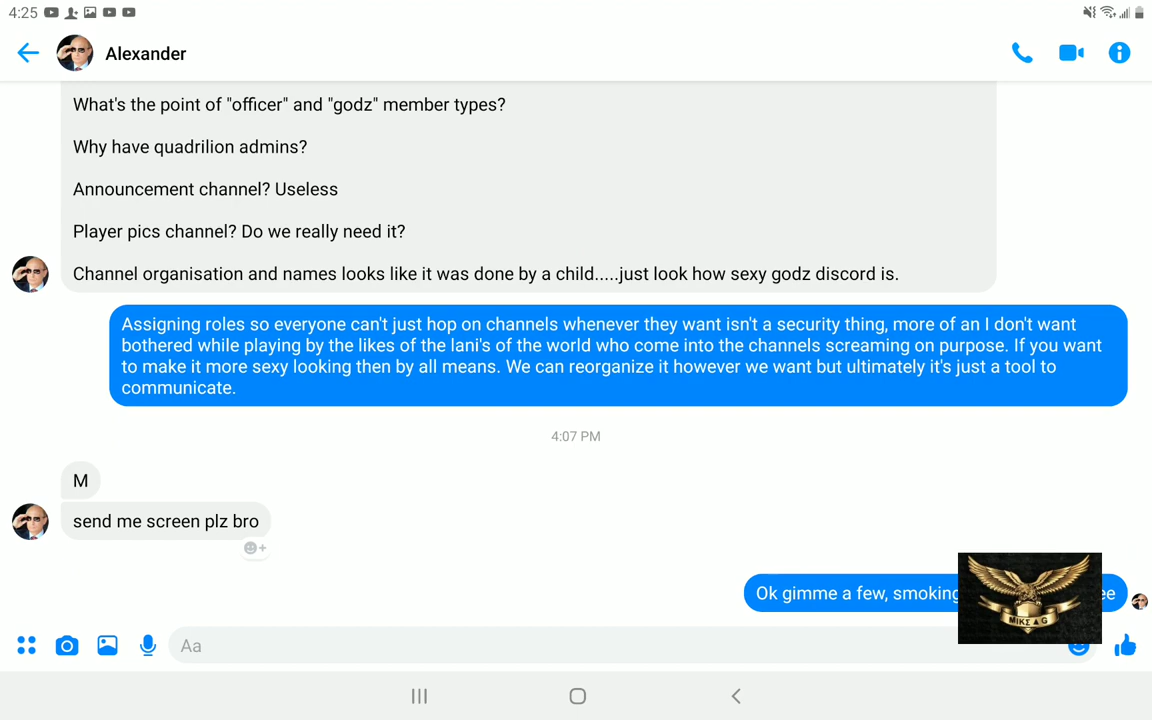 4:25
Alexander
What's the point of "officer" and "godz" member types?
Why have quadrilion admins?
Announcement channel? Useless
Player pics channel? Do we really need it?
Channel organisation and names looks like it was done by a child.....just look how sexy godz discord is.
Assigning roles so everyone can't just hop on channels whenever they want isn't a security thing, more of an I don't want
bothered while playing by the likes of the lani's of the world who come into the channels screaming on purpose. If you want
to make it more sexy looking then by all means. We can reorganize it however we want but ultimately it's just a tool to
communicate.
4:07 PM
M
send me screen plz bro
Ok gimme a few, smoking
MIKE ▲ G
Aa